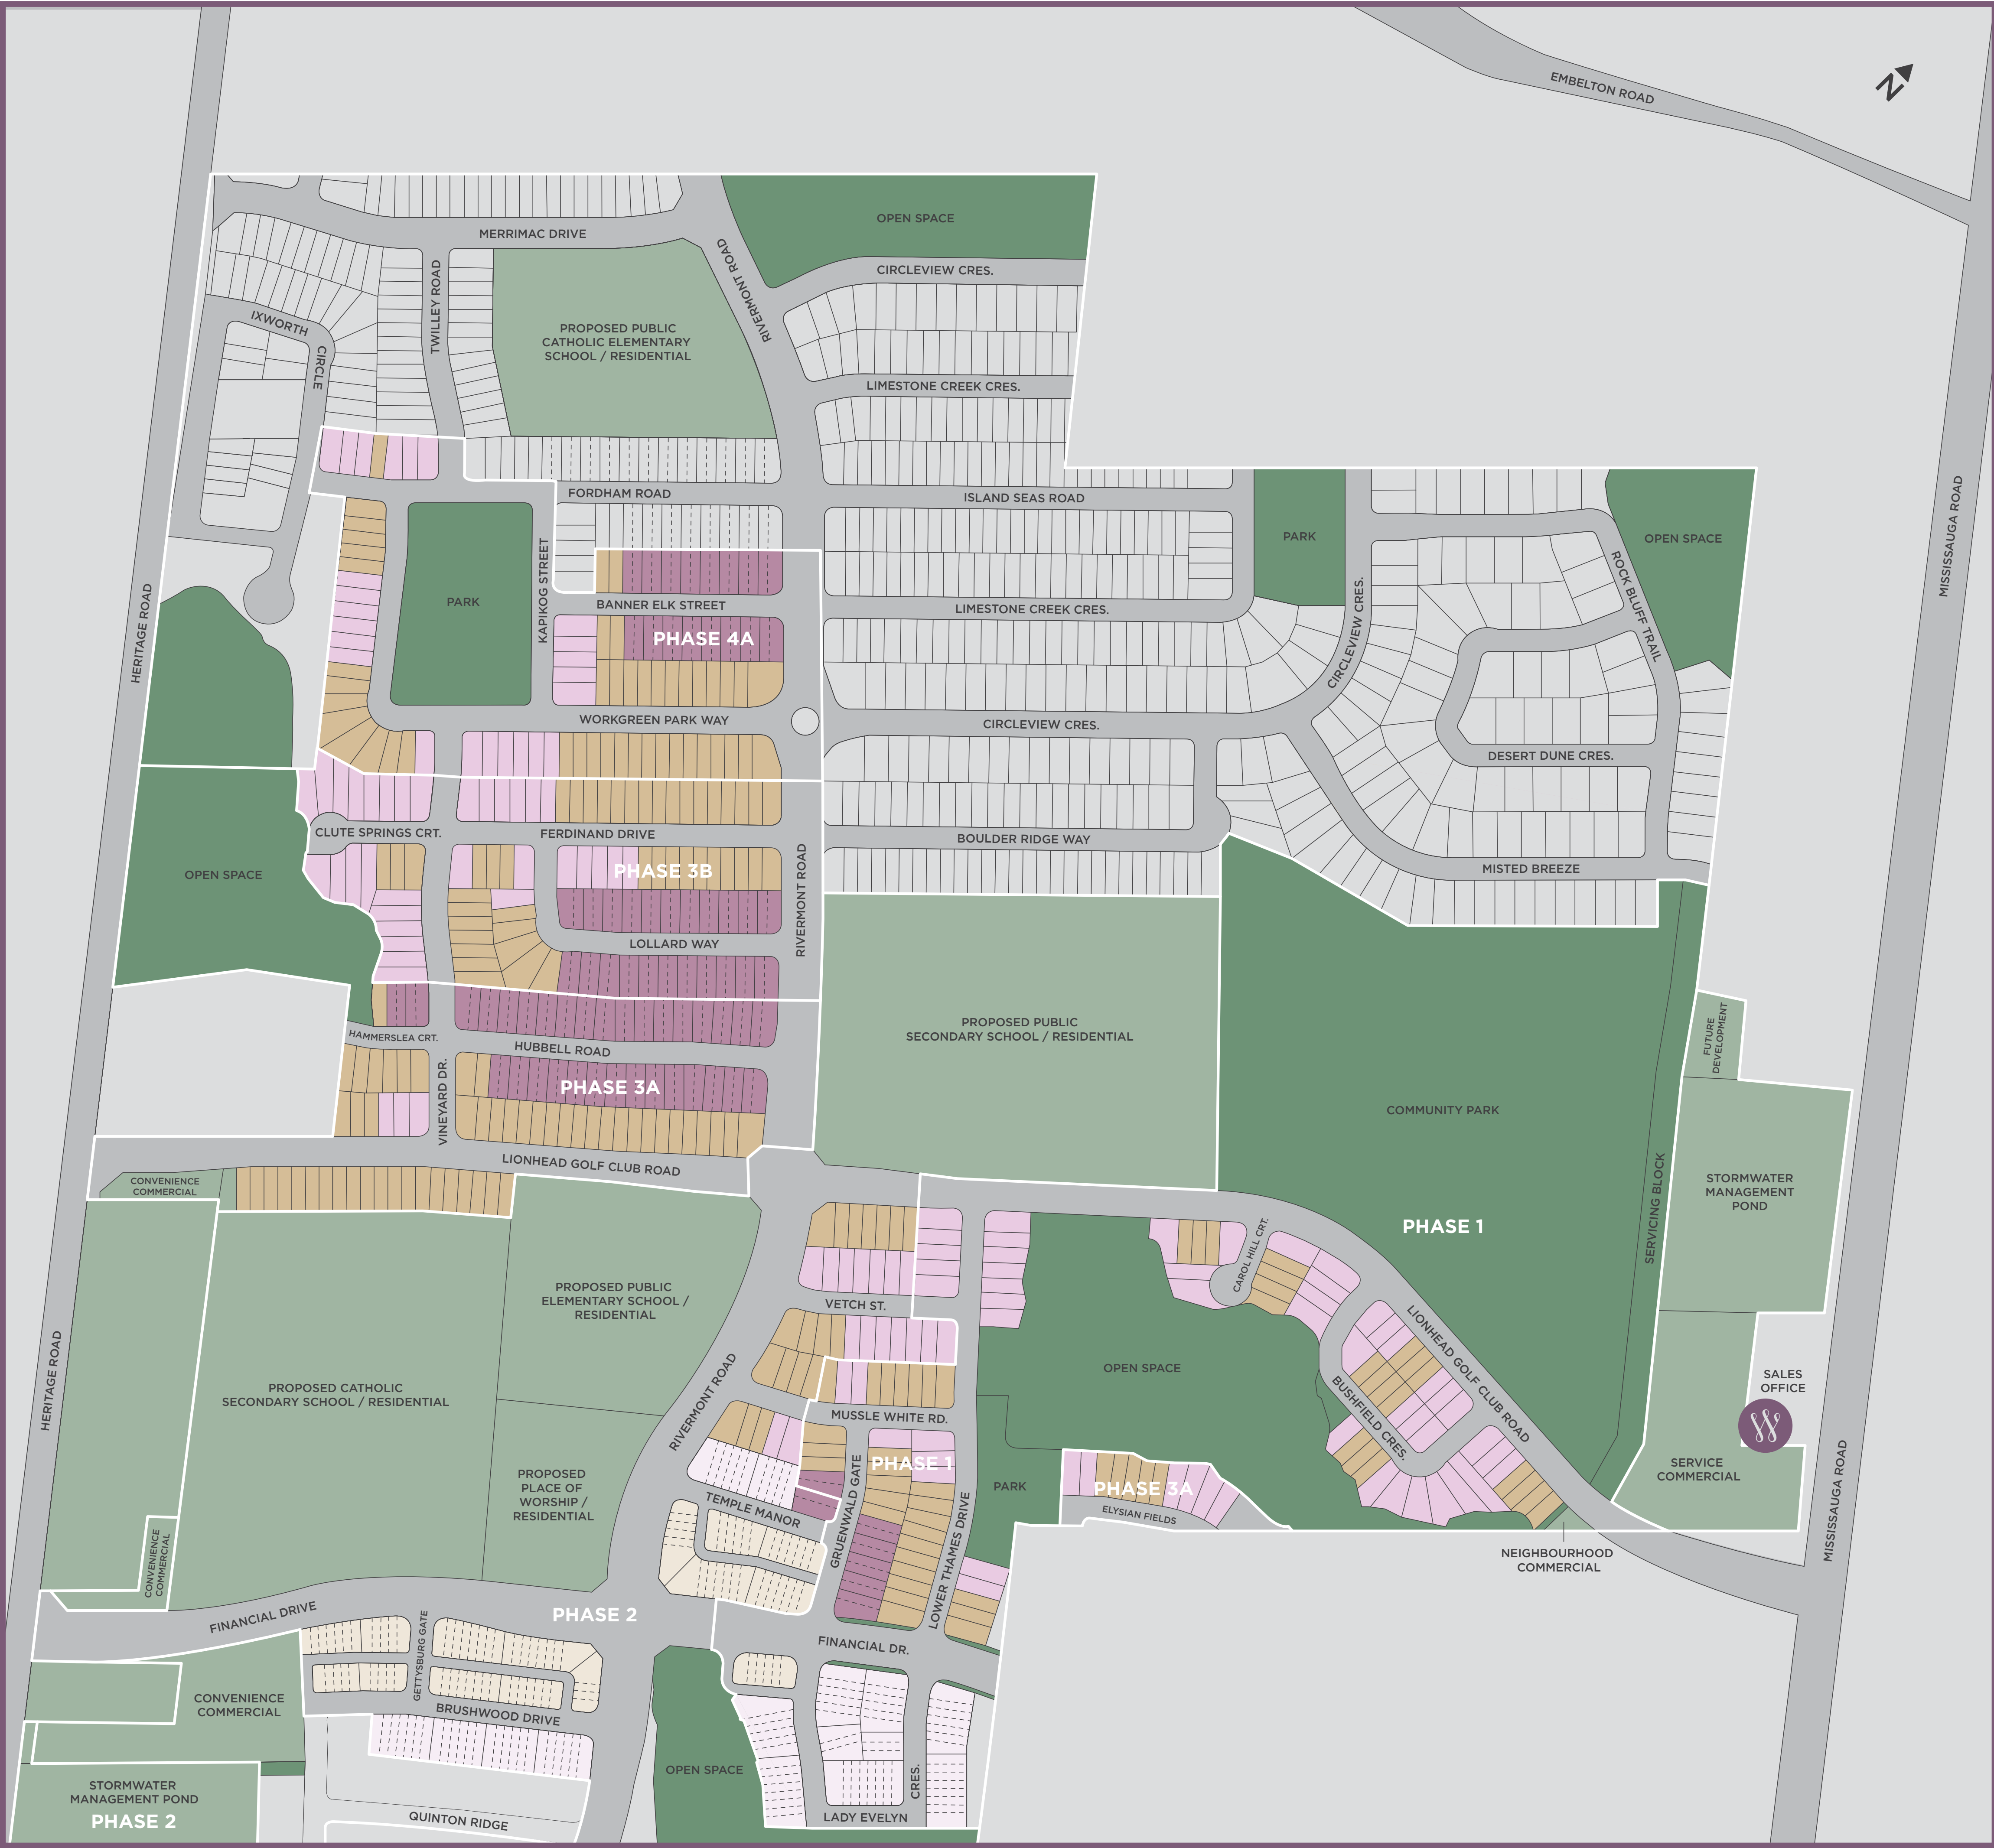 EMBELTON ROAD
N
MISSISSAUGA ROAD
OPEN SPACE
MERRIMAC DRIVE
RIVERMONT ROAD
CIRCLEVIEW CRES.
TWILLEY ROAD
IXWORTH
CIRCLE
PROPOSED PUBLIC
CATHOLIC ELEMENTARY
SCHOOL / RESIDENTIAL
LIMESTONE CREEK CRES.
FORDHAM ROAD
ISLAND SEAS ROAD
PARK
OPEN SPACE
HERITAGE ROAD
PARK
KAPIKOG STREET
BANNER ELK STREET
PHASE 4A
LIMESTONE CREEK CRES.
CIRCLEVIEW CRES.
ROCK BLUFF TRAIL
WORKGREEN PARK WAY
CIRCLEVIEW CRES.
DESERT DUNE CRES.
CLUTE SPRINGS CRT.
FERDINAND DRIVE
BOULDER RIDGE WAY
MISTED BREEZE
OPEN SPACE
PHASE 3B
RIVERMONT ROAD
LOLLARD WAY
HAMMERSLEA CRT.
HUBBELL ROAD
PHASE 3A
VINEYARD DR.
LIONHEAD GOLF CLUB ROAD
PROPOSED PUBLIC
SECONDARY SCHOOL / RESIDENTIAL
COMMUNITY PARK
FUTURE
DEVELOPMENT
STORMWATER
MANAGEMENT
POND
SERVICING BLOCK
PHASE 1
CONVENIENCE
COMMERCIAL
PROPOSED PUBLIC
ELEMENTARY SCHOOL /
RESIDENTIAL
VETCH ST.
CAROL HILL CRT.
LIONHEAD GOLF CLUB ROAD
OPEN SPACE
HERITAGE ROAD
PROPOSED CATHOLIC
SECONDARY SCHOOL / RESIDENTIAL
RIVERMONT ROAD
MUSSLE WHITE RD.
BUSHFIELD CRES.
SALES
OFFICE
W
SERVICE
COMMERCIAL
MISSISSAUGA ROAD
PROPOSED
PLACE OF
WORSHIP /
RESIDENTIAL
TEMPLE MANOR
GRUENWALD GATE
PHASE 1
LOWER THAMES DRIVE
PARK
PHASE 3A
ELYSIAN FIELDS
NEIGHBOURHOOD
COMMERCIAL
CONVENIENCE
COMMERCIAL
FINANCIAL DRIVE
PHASE 2
FINANCIAL DR.
GETTYSBURG GATE
CONVENIENCE
COMMERCIAL
BRUSHWOOD DRIVE
OPEN SPACE
CRES.
LADY EVELYN
STORMWATER
MANAGEMENT POND
PHASE 2
QUINTON RIDGE